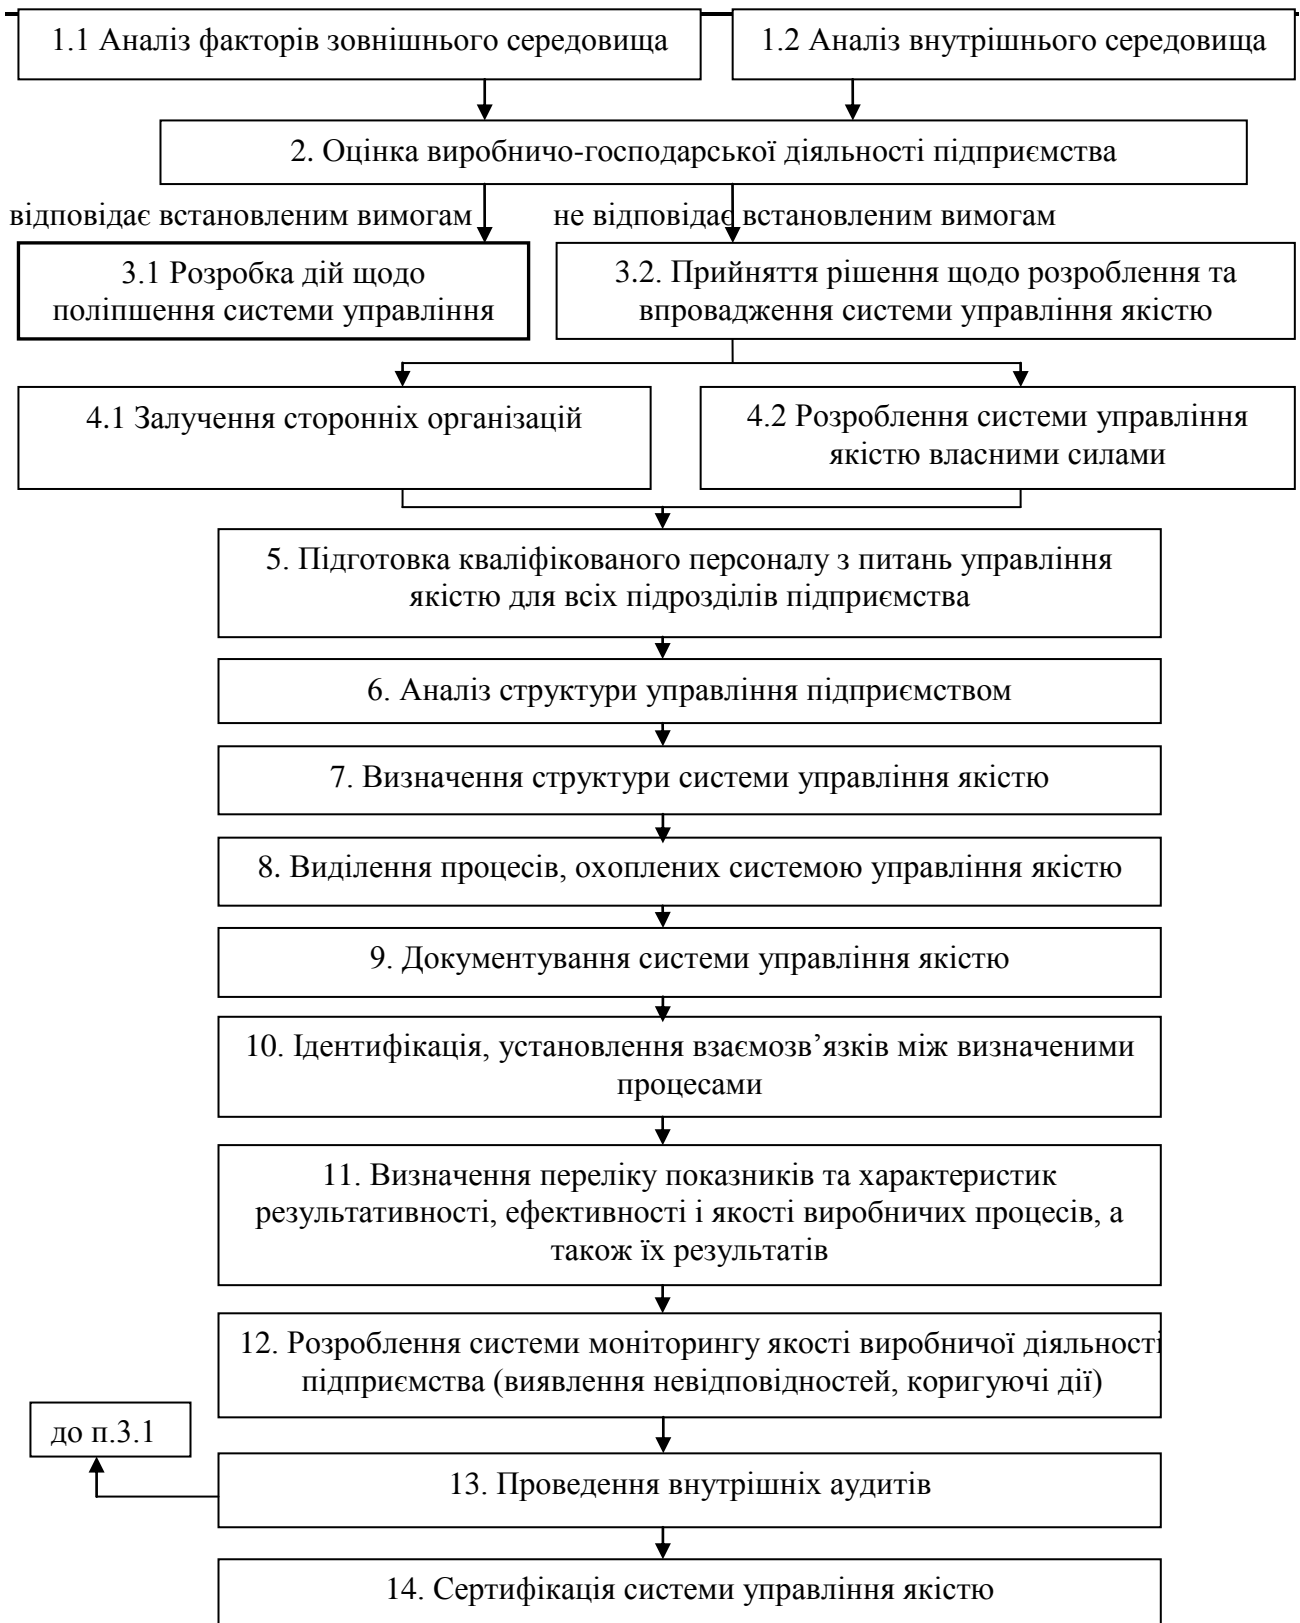 1.1 Аналіз факторів зовнішнього середовища
1.2 Аналіз внутрішнього середовища
2. Оцінка виробничо-господарської діяльності підприємства
відповідає встановленим вимогам
не відповідає встановленим вимогам
3.1 Розробка дій щодо
поліпшення системи управління
3.2. Прийняття рішення щодо розроблення та
впровадження системи управління якістю
4.1 Залучення сторонніх організацій
4.2 Розроблення системи управління
якістю власними силами
5. Підготовка кваліфікованого персоналу з питань управління
якістю для всіх підрозділів підприємства
6. Аналіз структури управління підприємством
7. Визначення структури системи управління якістю
8. Виділення процесів, охоплених системою управління якістю
9. Документування системи управління якістю
10. Ідентифікація, установлення взаємозв’язків між визначеними
процесами
11. Визначення переліку показників та характеристик
результативності, ефективності і якості виробничих процесів, а
також їх результатів
12. Розроблення системи моніторингу якості виробничої діяльності
підприємства (виявлення невідповідностей, коригуючі дії)
до п.3.1
13. Проведення внутрішніх аудитів
14. Сертифікація системи управління якістю